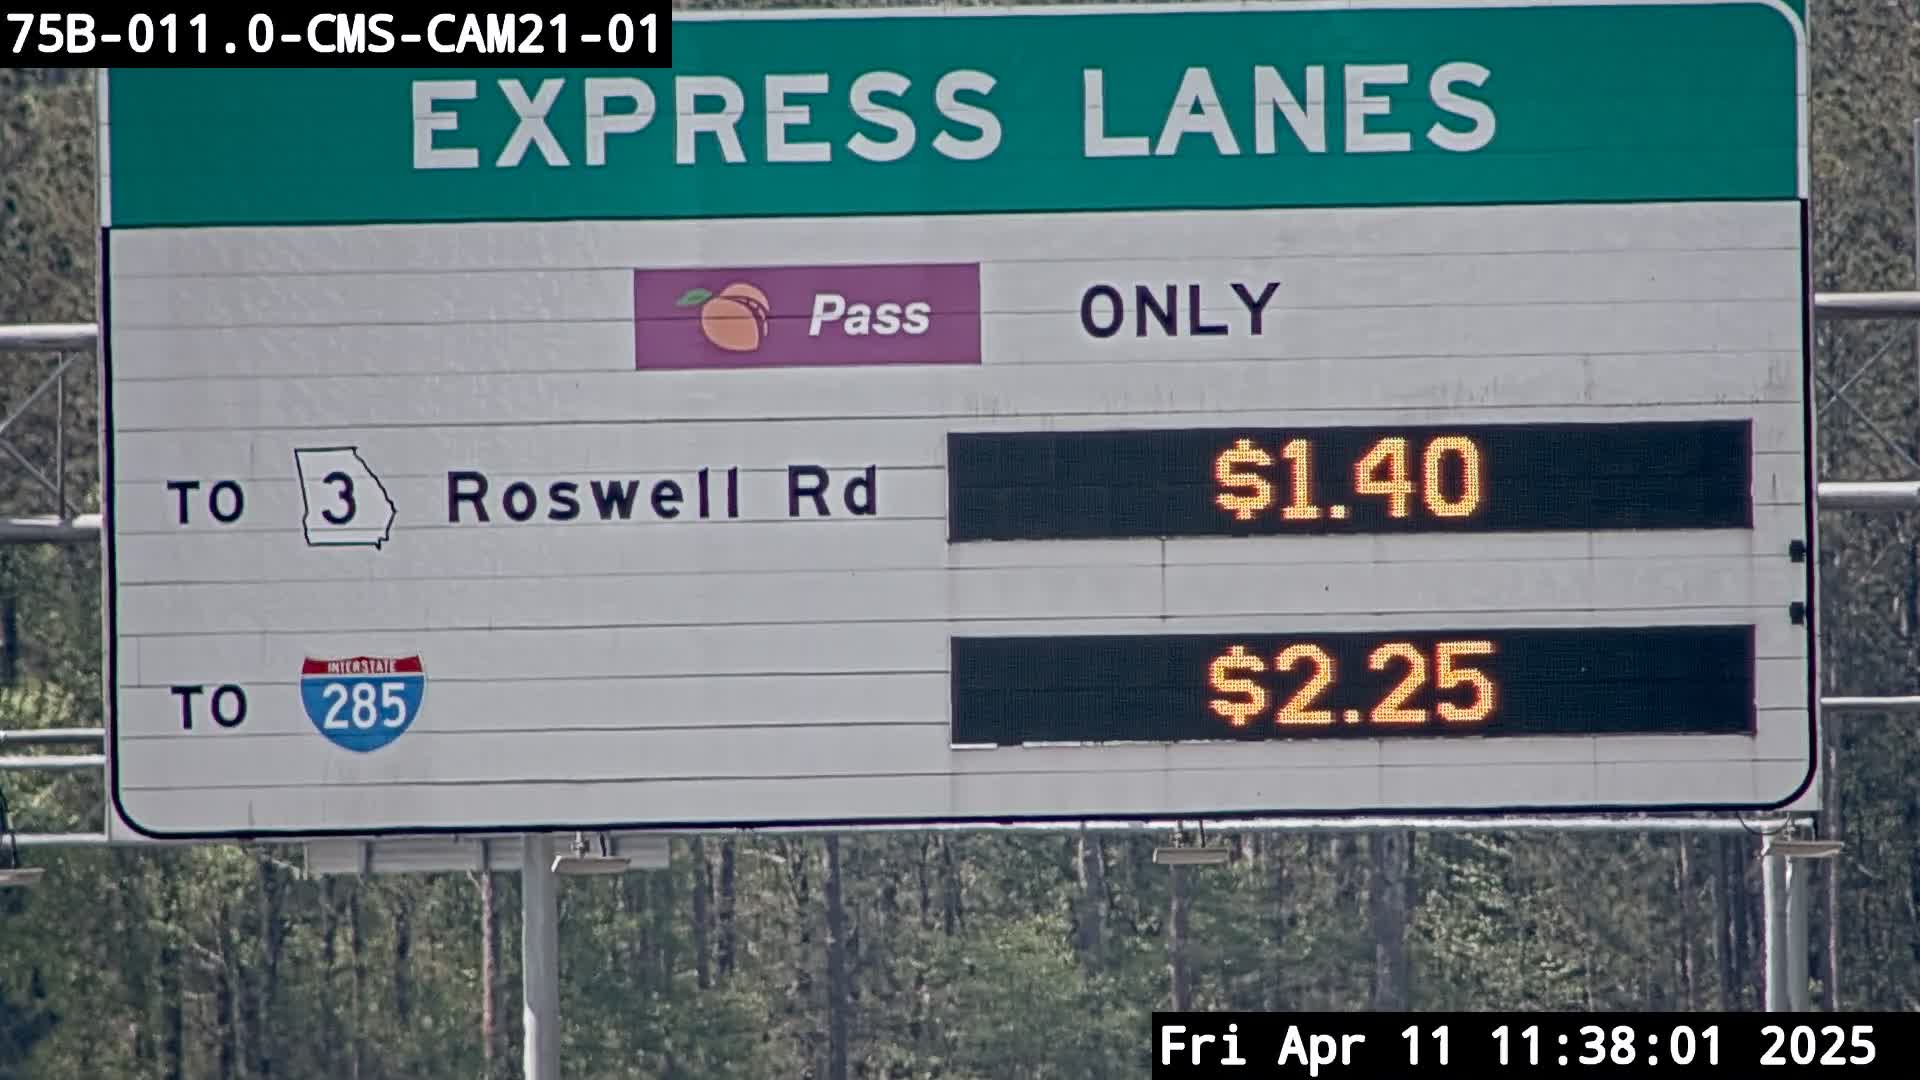 75B-011.0-CMS-CAM21-01
EXPRESS LANES
Pass ONLY
TO 3 Roswell Rd $1.40
TO INTERSTATE 285 $2.25
Fri Apr 11 11:38:01 2025